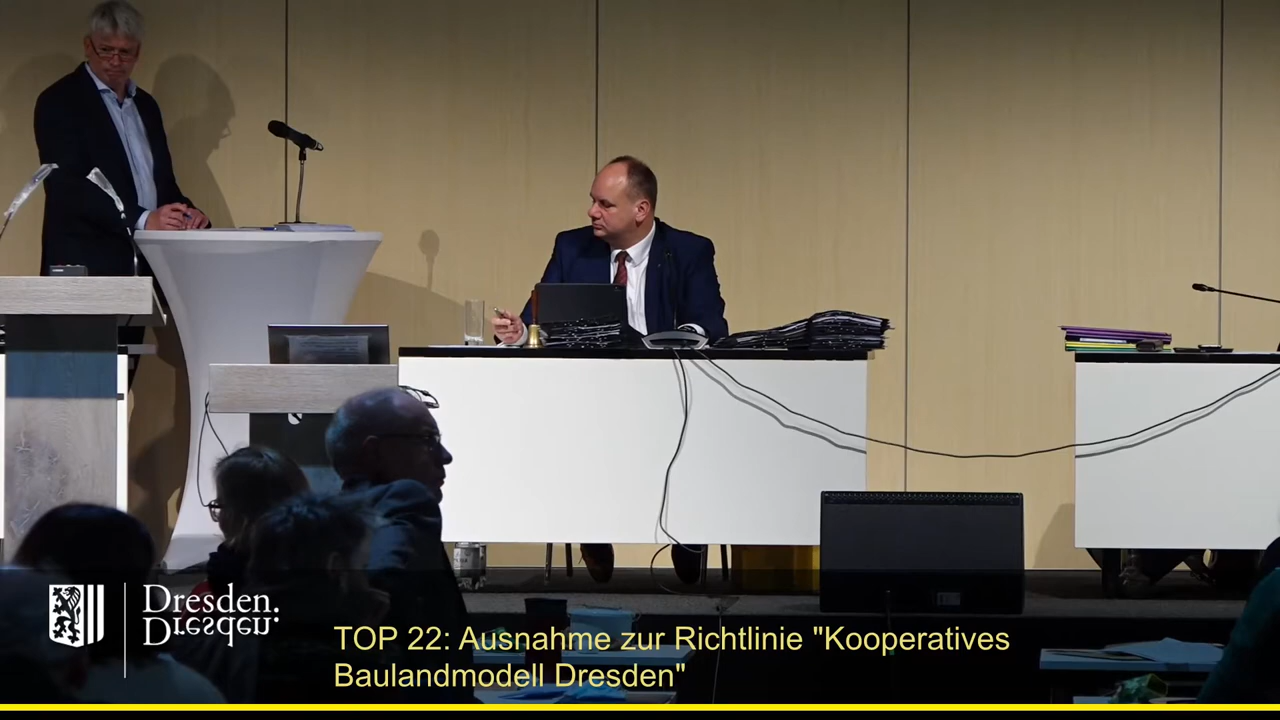 Dresden.
Dresden.
TOP 22: Ausnahme zur Richtlinie "Kooperatives
Baulandmodell Dresden"